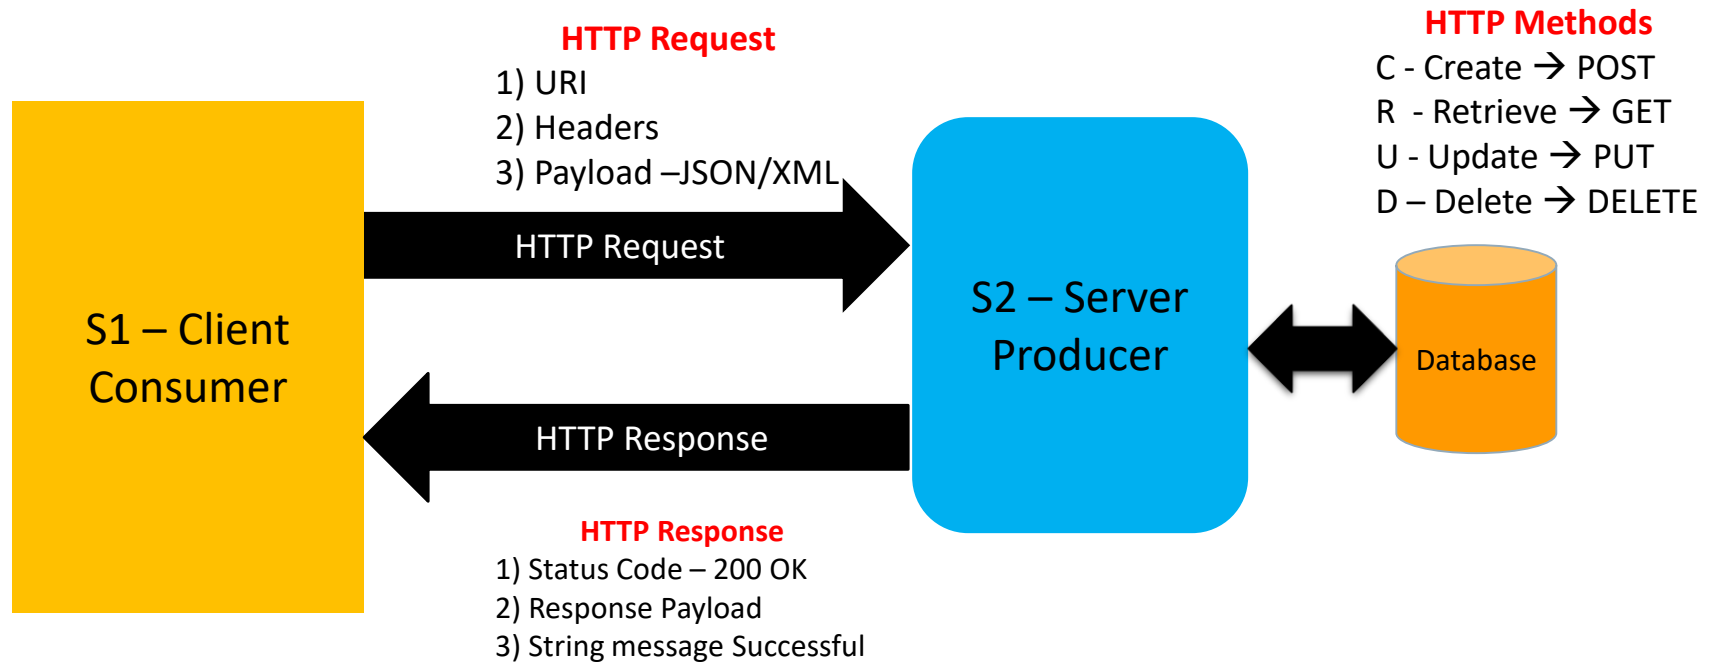 HTTP Request
1) URI
2) Headers
3) Payload –JSON/XML
HTTP Methods
C - Create → POST
R - Retrieve → GET
U - Update → PUT
D – Delete → DELETE
S1 – Client
Consumer
HTTP Request
S2 – Server
Producer
Database
HTTP Response
HTTP Response
1) Status Code – 200 OK
2) Response Payload
3) String message Successful